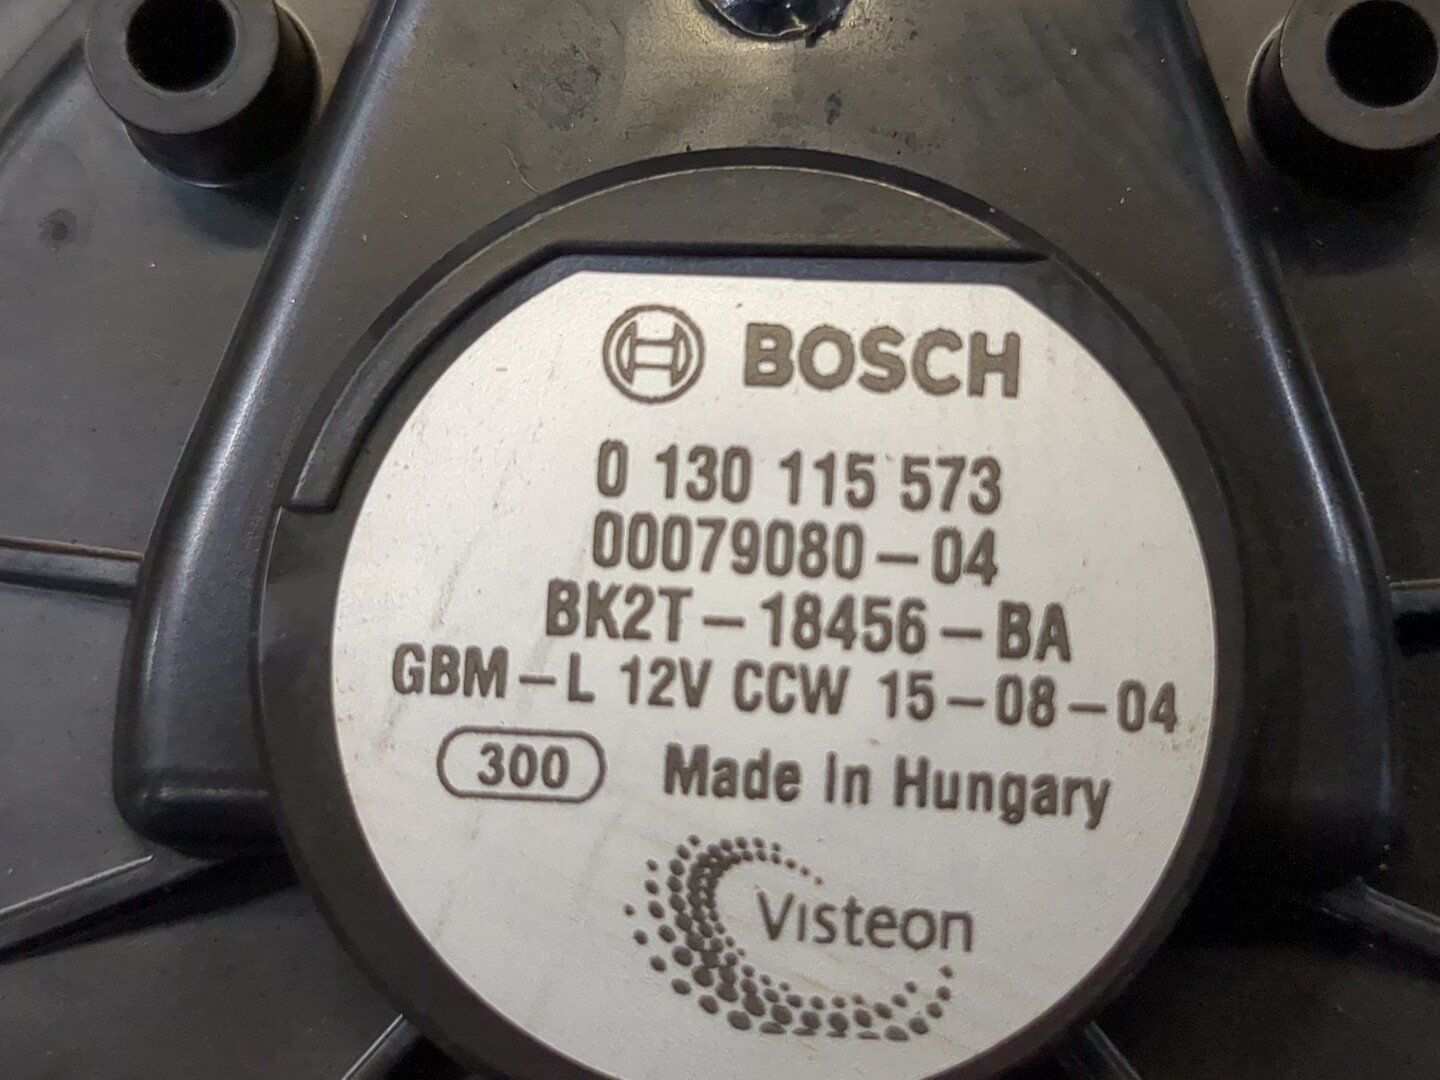 BOSCH
0 130 115 573
00079080-04
BK2T-18456-BA
GBM-L 12V CCW 15-08-04
300 Made In Hungary
Visteon